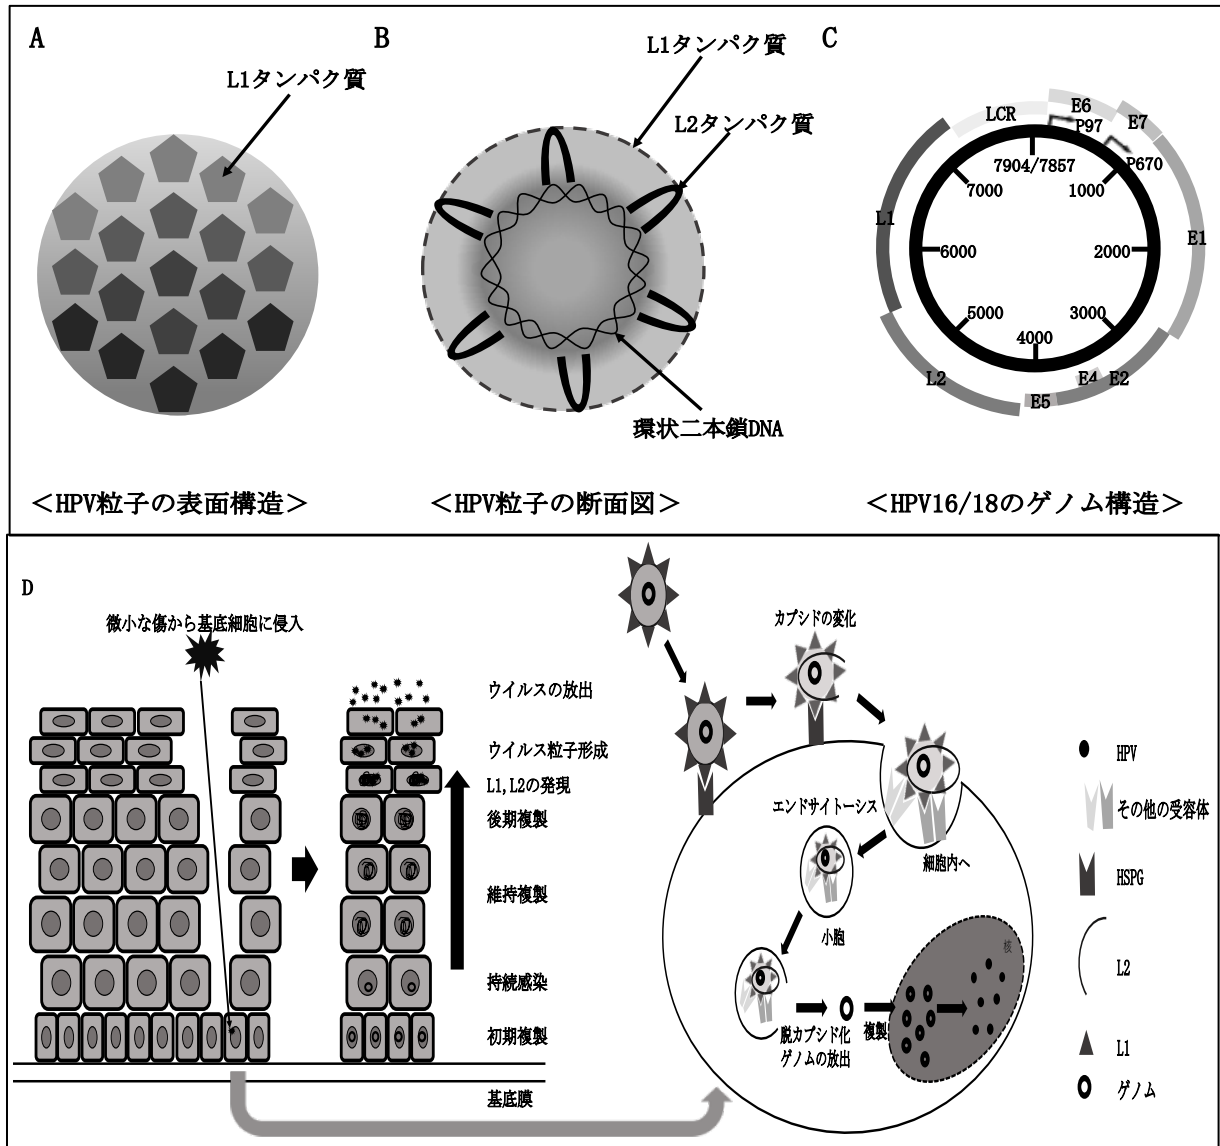 A
L1タンパク質
<HPV粒子の表面構造>
B
L1タンパク質
L2タンパク質
環状二本鎖DNA
<HPV粒子の断面図>
C
LCR
E6
P97
E7
P670
7904/7857
1000
2000
3000
4000
5000
6000
7000
L1
E1
L2
E5
E4
E2
<HPV16/18のゲノム構造>
D
微小な傷から基底細胞に侵入
ウイルスの放出
ウイルス粒子形成
L1,L2の発現
後期複製
維持複製
持続感染
初期複製
基底膜
カプシドの変化
エンドサイトーシス
細胞内へ
小胞
脱カプシド化
ゲノムの放出
複製
核
HPV
その他の受容体
HSPG
L2
L1
ゲノム